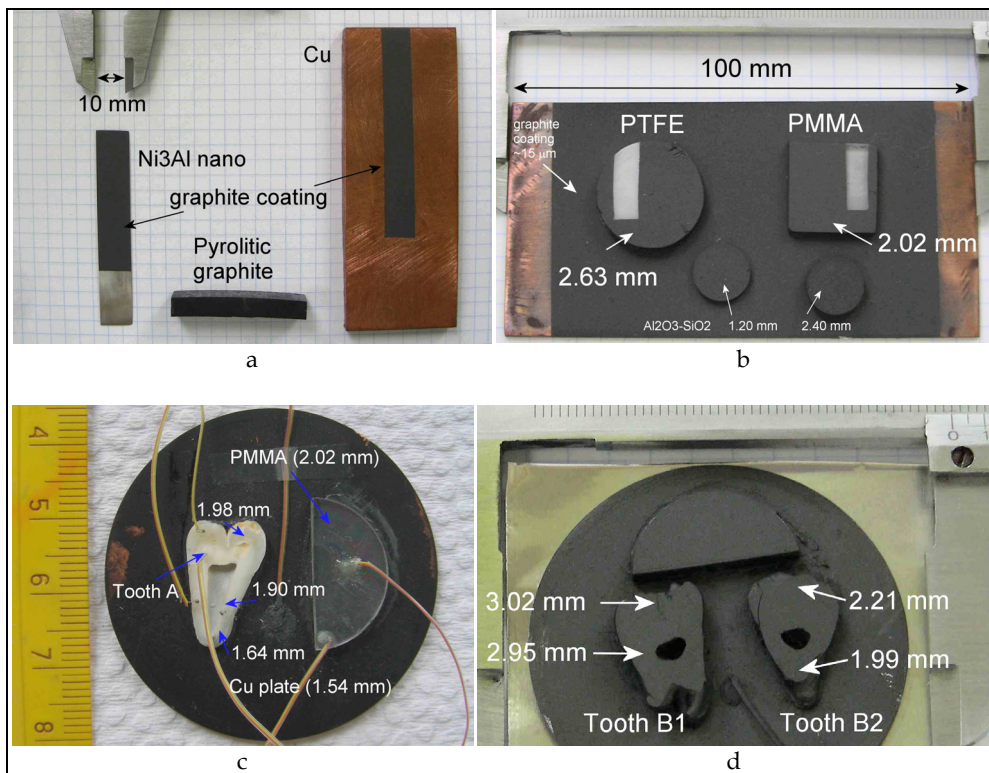 Cu
10 mm
Ni3Al nano
graphite coating
Pyrolitic
graphite
a
100 mm
graphite
coating
~15 μm
PTFE
PMMA
2.63 mm
2.02 mm
Al2O3-SiO2
1.20 mm
2.40 mm
b
4
5
6
7
8
PMMA (2.02 mm)
1.98 mm
Tooth A
1.90 mm
1.64 mm
Cu plate (1.54 mm)
c
0
1
3.02 mm
2.21 mm
2.95 mm
1.99 mm
Tooth B1
Tooth B2
d